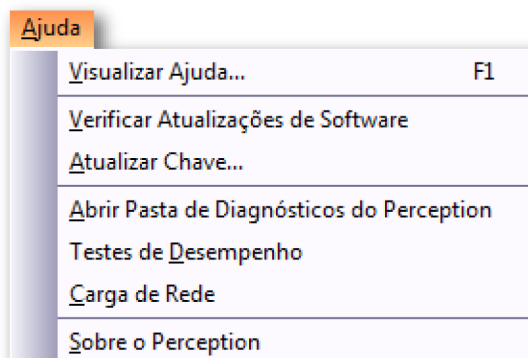 Ajuda
Visualizar Ajuda... F1
Verificar Atualizações de Software
Atualizar Chave...
Abrir Pasta de Diagnósticos do Perception
Testes de Desempenho
Carga de Rede
Sobre o Perception